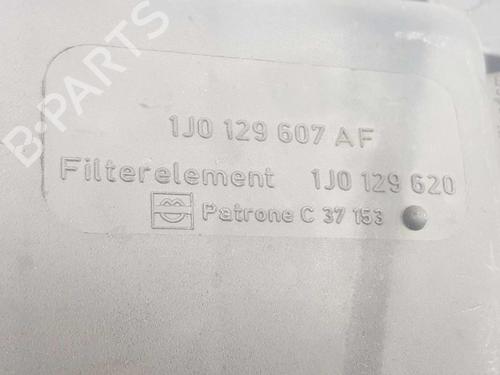 B-PARTS
1J0 129 607 AF
Filterelement 1J0 129 620
Patrone C 37 153